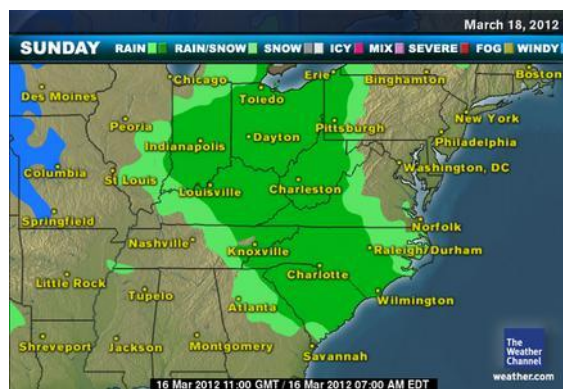 March 18, 2012
SUNDAY RAIN RAIN/SNOW SNOW ICY MIX SEVERE FOG WINDY
Chicago Erie Binghamton Boston
Des Moines Toledo
Peoria Pittsburgh New York
Indianapolis Dayton Philadelphia
Columbia St Louis Louisville Charleston Washington, DC
Springfield Norfolk
Nashville Knoxville Raleigh/Durham
Little Rock Charlotte
Tupelo Atlanta Wilmington
Shreveport Jackson Montgomery Savannah
The
Weather
Channel
weather.com
16 Mar 2012 11:00 GMT / 16 Mar 2012 07:00 AM EDT